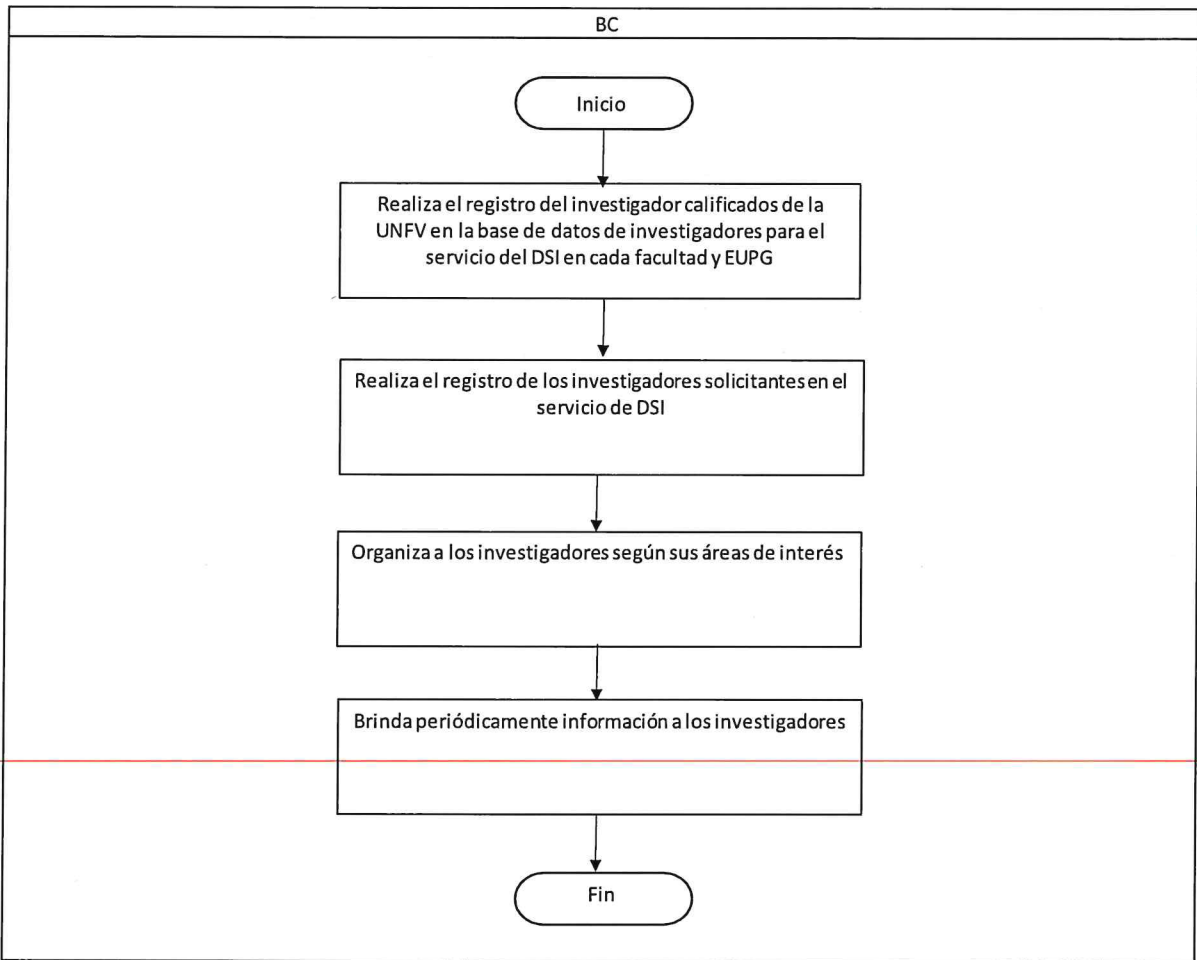 BC
Inicio
Realiza el registro del investigador calificados de la
UNFV en la base de datos de investigadores para el
servicio del DSI en cada facultad y EUPG
Realiza el registro de los investigadores solicitantes en el
servicio de DSI
Organiza a los investigadores según sus áreas de interés
Brinda periódicamente información a los investigadores
Fin